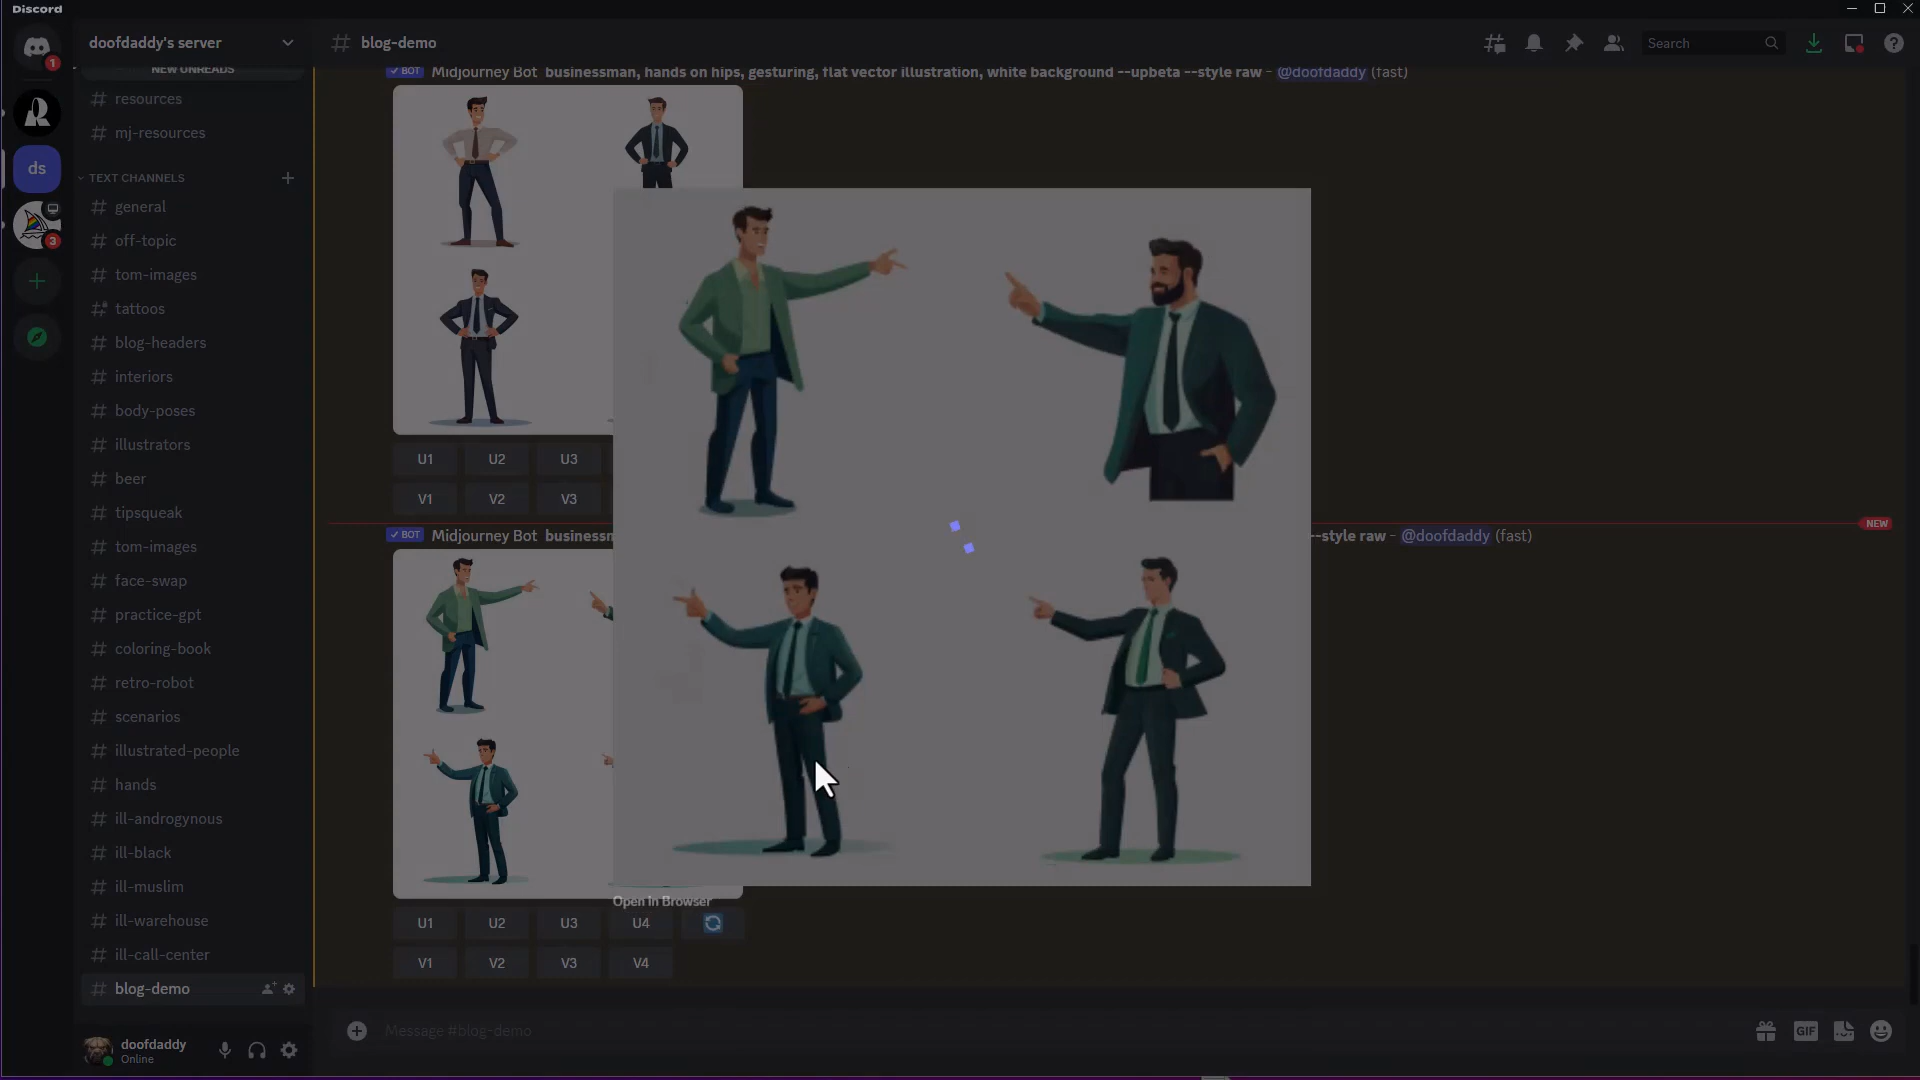 Discord
doofdaddy's server
# blog-demo
Search
1
NEW UNREADS
# resources
# mj-resources
ds
TEXT CHANNELS
# general
3
# off-topic
# tom-images
# tattoos
# blog-headers
# interiors
# body-poses
# illustrators
# beer
# tipsqueak
# tom-images
# face-swap
# practice-gpt
# coloring-book
# retro-robot
# scenarios
# illustrated-people
# hands
# ill-androgynous
# ill-black
# ill-muslim
# ill-warehouse
# ill-call-center
# blog-demo
doofdaddy
Online
✓ BOT Midjourney Bot businessman, hands on hips, gesturing, flat vector illustration, white background --upbeta --style raw - @doofdaddy (fast)
U1 U2 U3
V1 V2 V3
NEW
✓ BOT Midjourney Bot --style raw - @doofdaddy (fast)
Open in Browser
U1 U2 U3 U4
V1 V2 V3 V4
Message #blog-demo
GIF